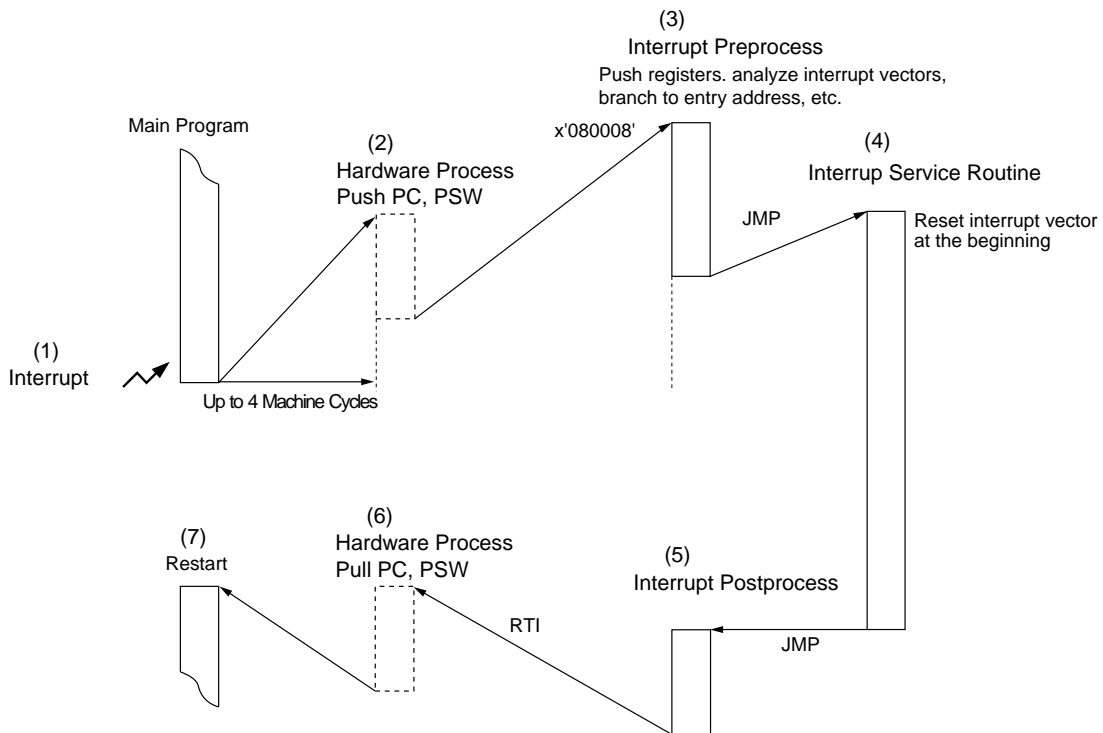 (3)
Interrupt Preprocess
Push registers. analyze interrupt vectors,
branch to entry address, etc.
Main Program
x'080008'
(2)
Hardware Process
Push PC, PSW
(4)
Interrup Service Routine
JMP
Reset interrupt vector
at the beginning
(1)
Interrupt
Up to 4 Machine Cycles
(7)
Restart
(6)
Hardware Process
Pull PC, PSW
(5)
Interrupt Postprocess
RTI
JMP